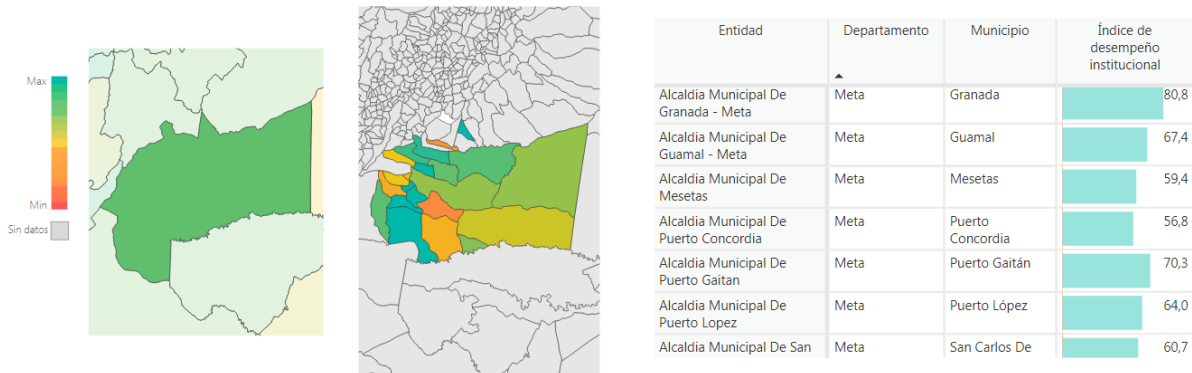 Max
Min
Sin datos
Entidad Departamento Municipio Índice de
desempeño
institucional
Alcaldia Municipal De Meta Granada 80,8
Granada - Meta
Alcaldia Municipal De Meta Guamal 67,4
Guamal - Meta
Alcaldia Municipal De Meta Mesetas 59,4
Mesetas
Alcaldia Municipal De Meta Puerto 56,8
Puerto Concordia Concordia
Alcaldia Municipal De Meta Puerto Gaitán 70,3
Puerto Gaitan
Alcaldia Municipal De Meta Puerto López 64,0
Puerto Lopez
Alcaldia Municipal De San Meta San Carlos De 60,7